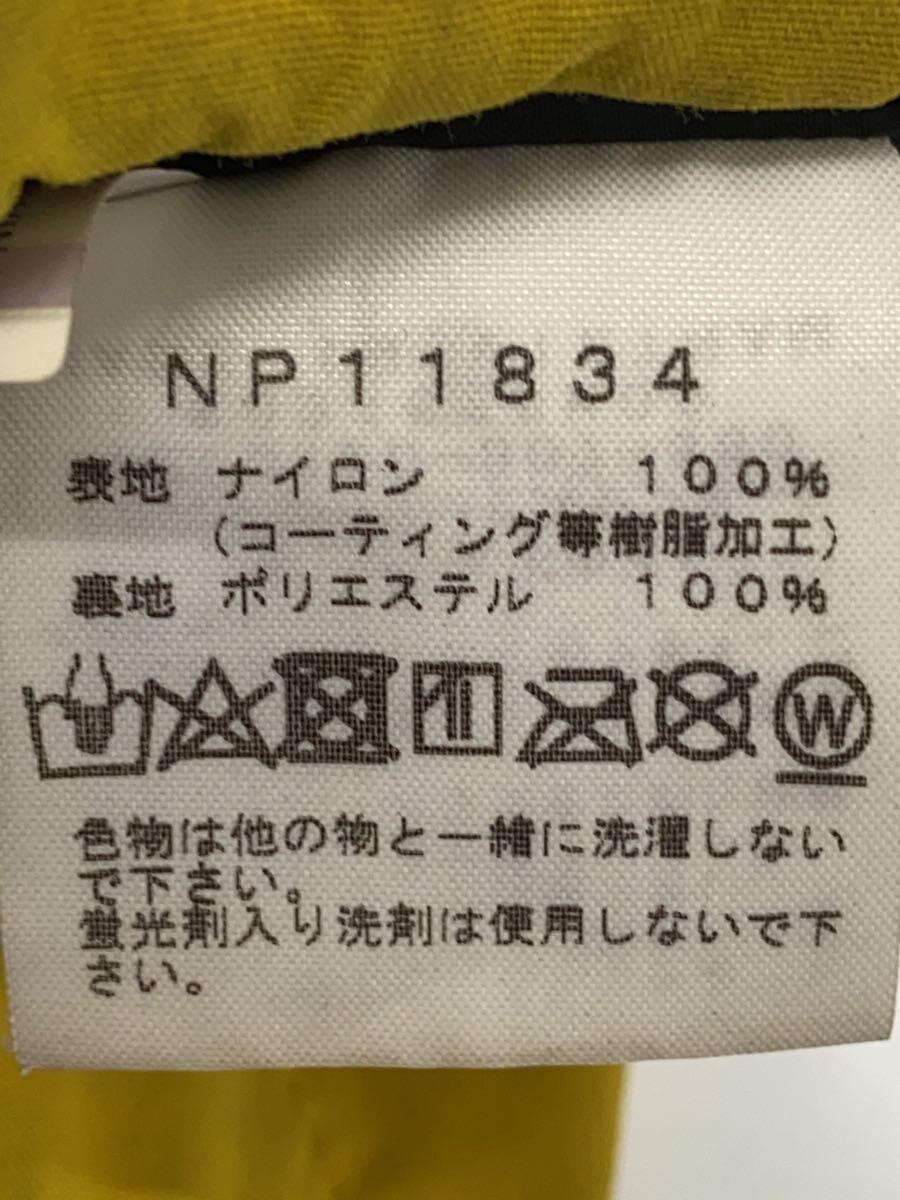 NP11834
表地 ナイロン 100%
(コーティング等樹脂加工)
裏地 ポリエステル 100%
W
色物は他の物と一緒に洗濯しない
で下さい。
蛍光剤入り洗剤は使用しないで下
さい。